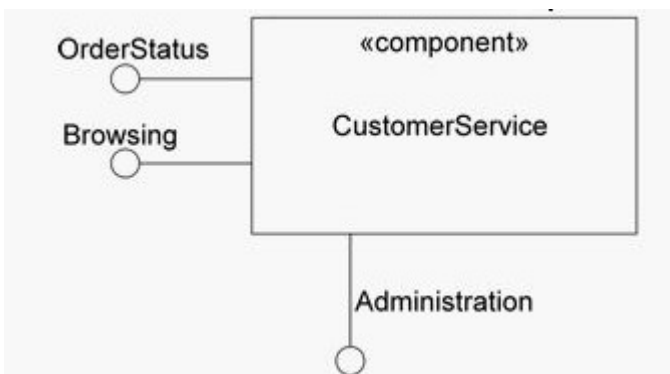 OrderStatus
«component»
Browsing
CustomerService
Administration